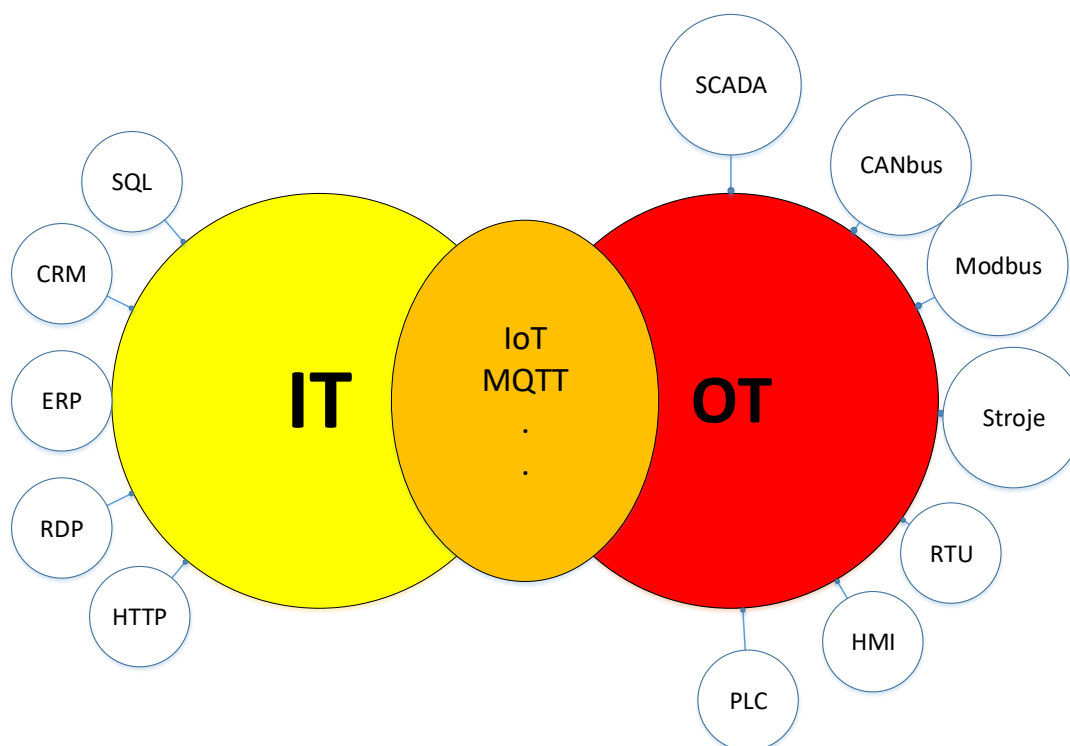 SCADA
CANbus
SQL
Modbus
CRM
IoT
MQTT
.
.
IT
OT
ERP
Stroje
RDP
RTU
HTTP
HMI
PLC